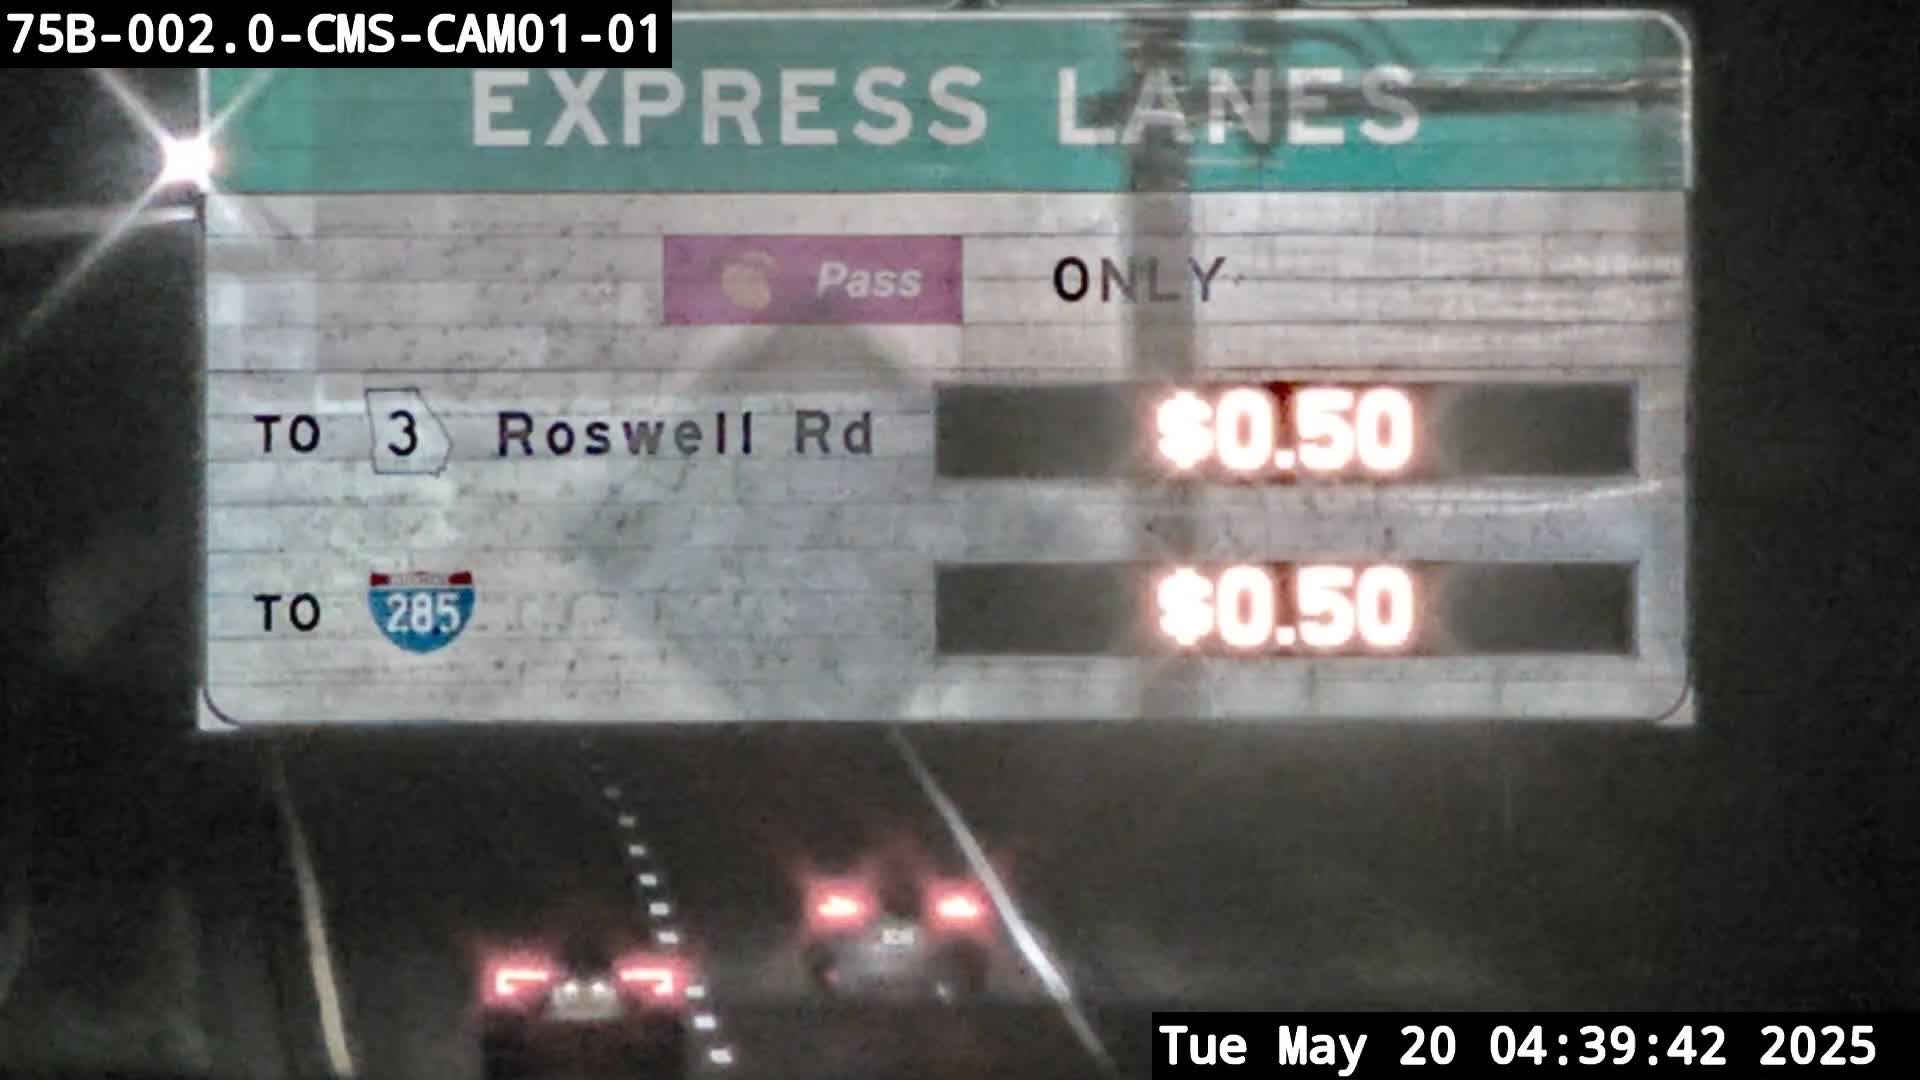 75B-002.0-CMS-CAM01-01
EXPRESS LANES
Pass ONLY
TO 3 Roswell Rd $0.50
TO 285 $0.50
Tue May 20 04:39:42 2025